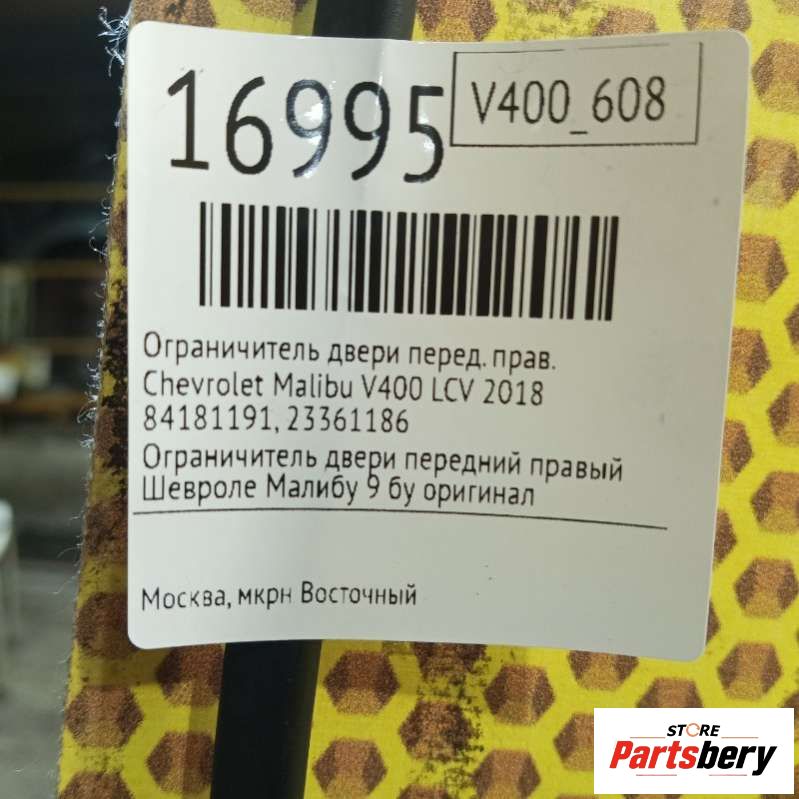 16995
V400_608
Ограничитель двери перед. прав.
Chevrolet Malibu V400 LCV 2018
84181191, 23361186
Ограничитель двери передний правый
Шевроле Малибу 9 бу оригинал
Москва, мкрн Восточный
STORE
Partsbery